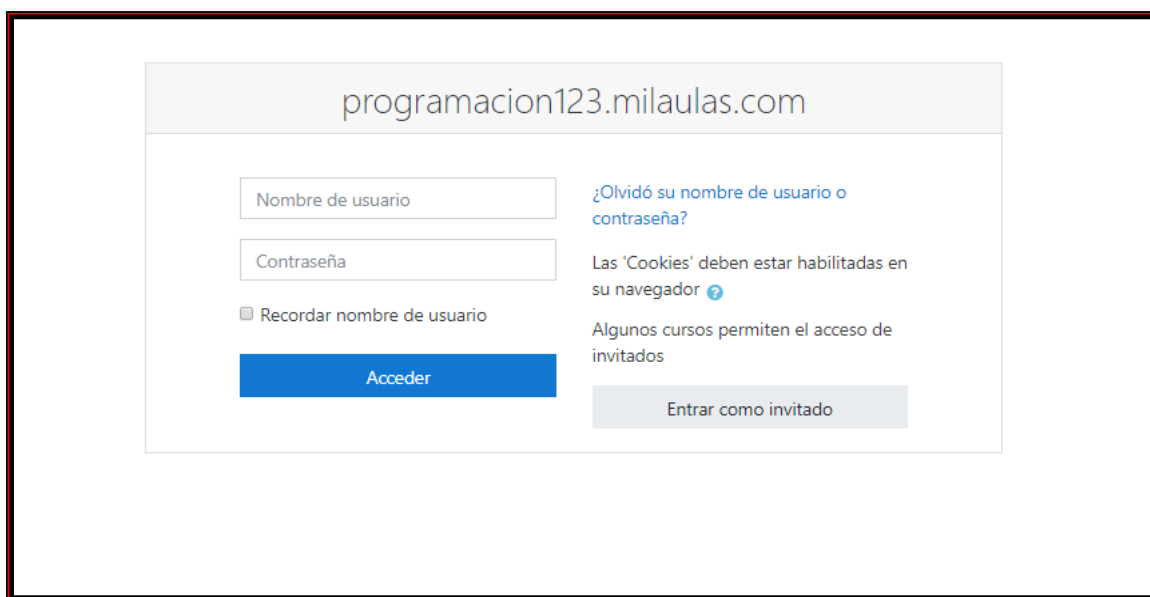 programacion123.milaulas.com
Nombre de usuario
Contraseña
Recordar nombre de usuario
Acceder
¿Olvidó su nombre de usuario o
contraseña?
Las 'Cookies' deben estar habilitadas en
su navegador ?
Algunos cursos permiten el acceso de
invitados
Entrar como invitado